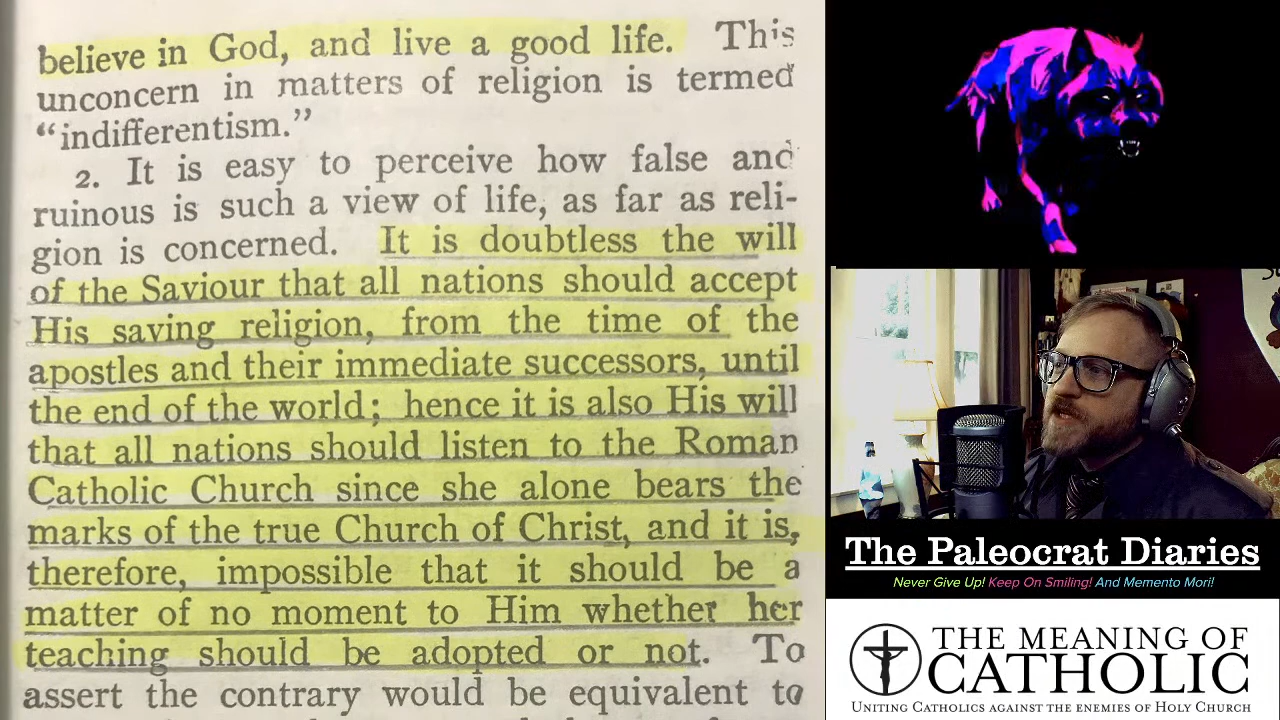 believe in God, and live a good life. This
unconcern in matters of religion is termed
“indifferentism.”
2. It is easy to perceive how false and
ruinous is such a view of life, as far as reli-
gion is concerned. It is doubtless the will
of the Saviour that all nations should accept
His saving religion, from the time of the
apostles and their immediate successors, until
the end of the world; hence it is also His will
that all nations should listen to the Roman
Catholic Church since she alone bears the
marks of the true Church of Christ, and it is,
therefore, impossible that it should be a
matter of no moment to Him whether her
teaching should be adopted or not. To
assert the contrary would be equivalent to
The Paleocrat Diaries
Never Give Up! Keep On Smiling! And Memento Mori!
THE MEANING OF
CATHOLIC
UNITING CATHOLICS AGAINST THE ENEMIES OF HOLY CHURCH